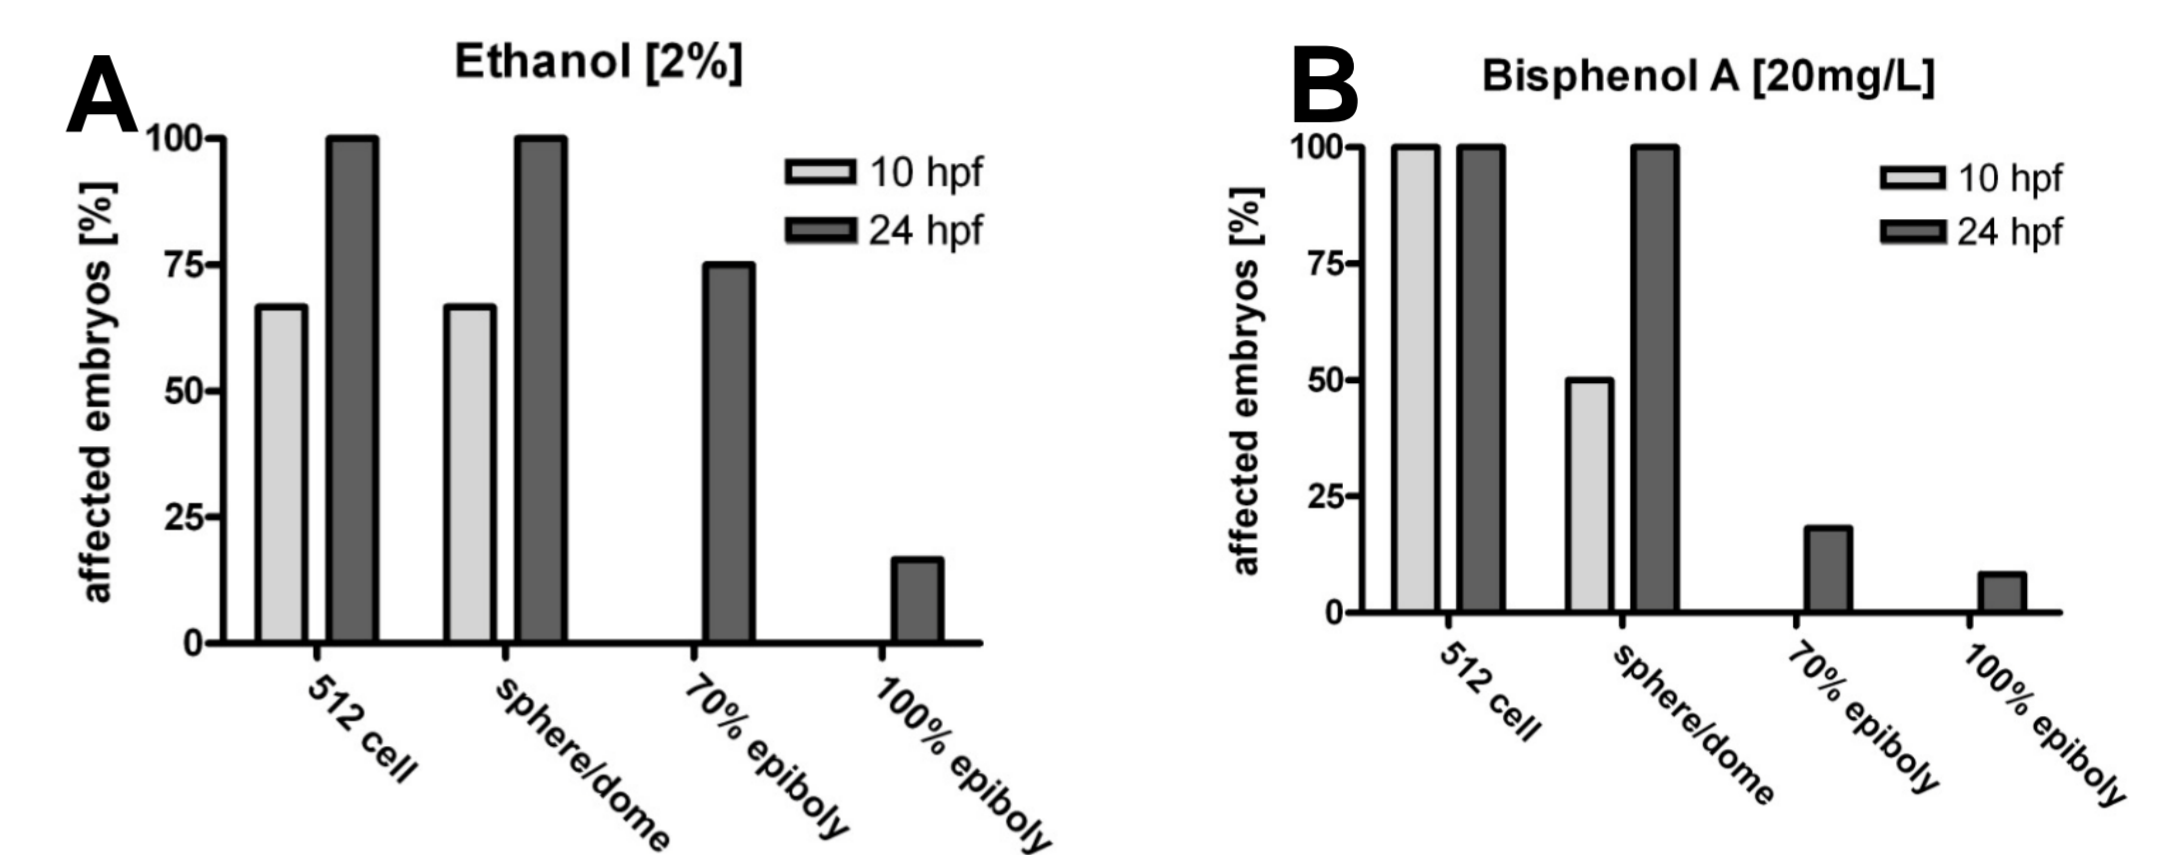 A
Ethanol [2%]
affected embryos [%]
100
75
50
25
0
10 hpf
24 hpf
512 cell
sphere/dome
70% epiboly
100% epiboly
B
Bisphenol A [20mg/L]
affected embryos [%]
100
75
50
25
0
10 hpf
24 hpf
512 cell
sphere/dome
70% epiboly
100% epiboly